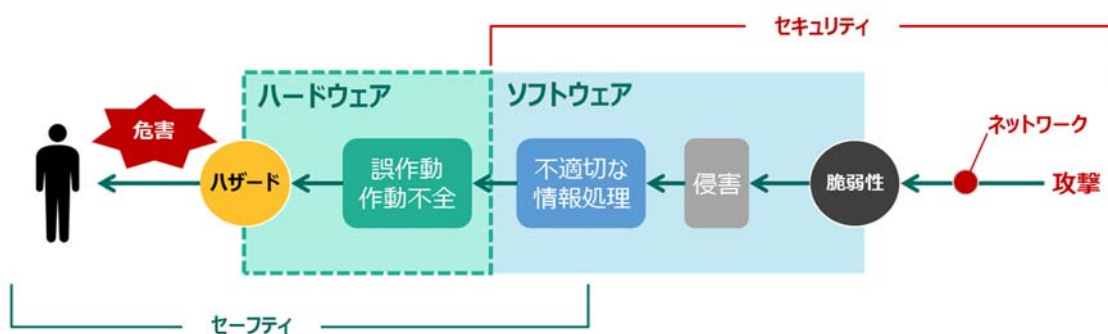 セキュリティ
ハードウェア
ソフトウェア
危害
ネットワーク
ハザード
誤作動
作動不全
不適切な
情報処理
侵害
脆弱性
攻撃
セーフティ